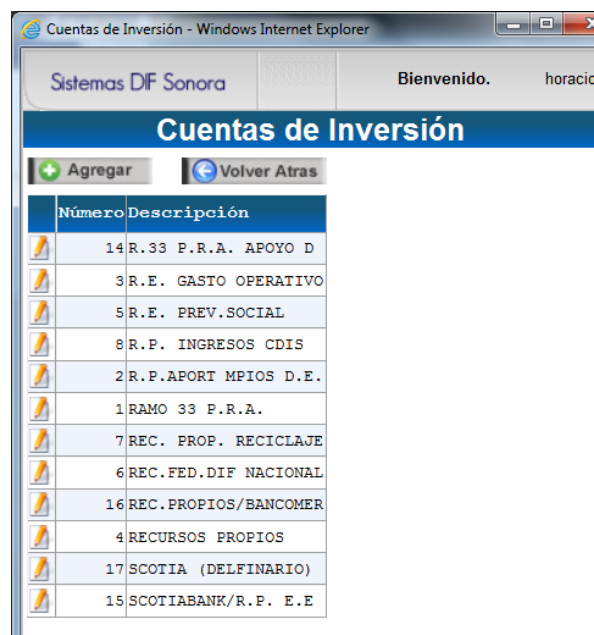 Cuentas de Inversión - Windows Internet Explorer
Sistemas DIF Sonora Bienvenido. horacio
Cuentas de Inversión
Agregar Volver Atras
Número Descripción
14 R.33 P.R.A. APOYO D
3 R.E. GASTO OPERATIVO
5 R.E. PREV.SOCIAL
8 R.P. INGRESOS CDIS
2 R.P.APORT MPIOS D.E.
1 RAMO 33 P.R.A.
7 REC. PROP. RECICLAJE
6 REC.FED.DIF NACIONAL
16 REC.PROPIOS/BANCOMER
4 RECURSOS PROPIOS
17 SCOTIA (DELFINARIO)
15 SCOTIABANK/R.P. E.E